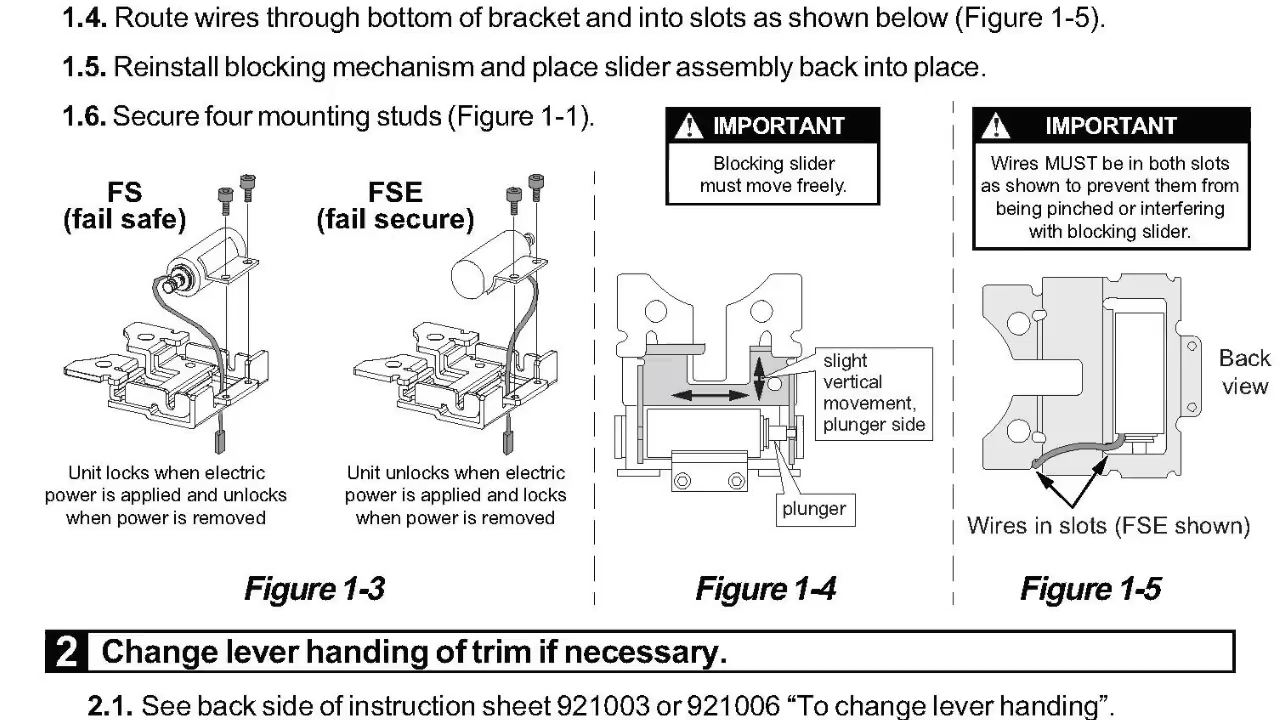 1.4. Route wires through bottom of bracket and into slots as shown below (Figure 1-5).
1.5. Reinstall blocking mechanism and place slider assembly back into place.
1.6. Secure four mounting studs (Figure 1-1).
FS
(fail safe)
FSE
(fail secure)
Unit locks when electric
power is applied and unlocks
when power is removed
Unit unlocks when electric
power is applied and locks
when power is removed
Figure 1-3
IMPORTANT
Blocking slider
must move freely.
slight
vertical
movement,
plunger side
plunger
Figure 1-4
IMPORTANT
Wires MUST be in both slots
as shown to prevent them from
being pinched or interfering
with blocking slider.
Back
view
Wires in slots (FSE shown)
Figure 1-5
2 Change lever handing of trim if necessary.
2.1. See back side of instruction sheet 921003 or 921006 “To change lever handing”.